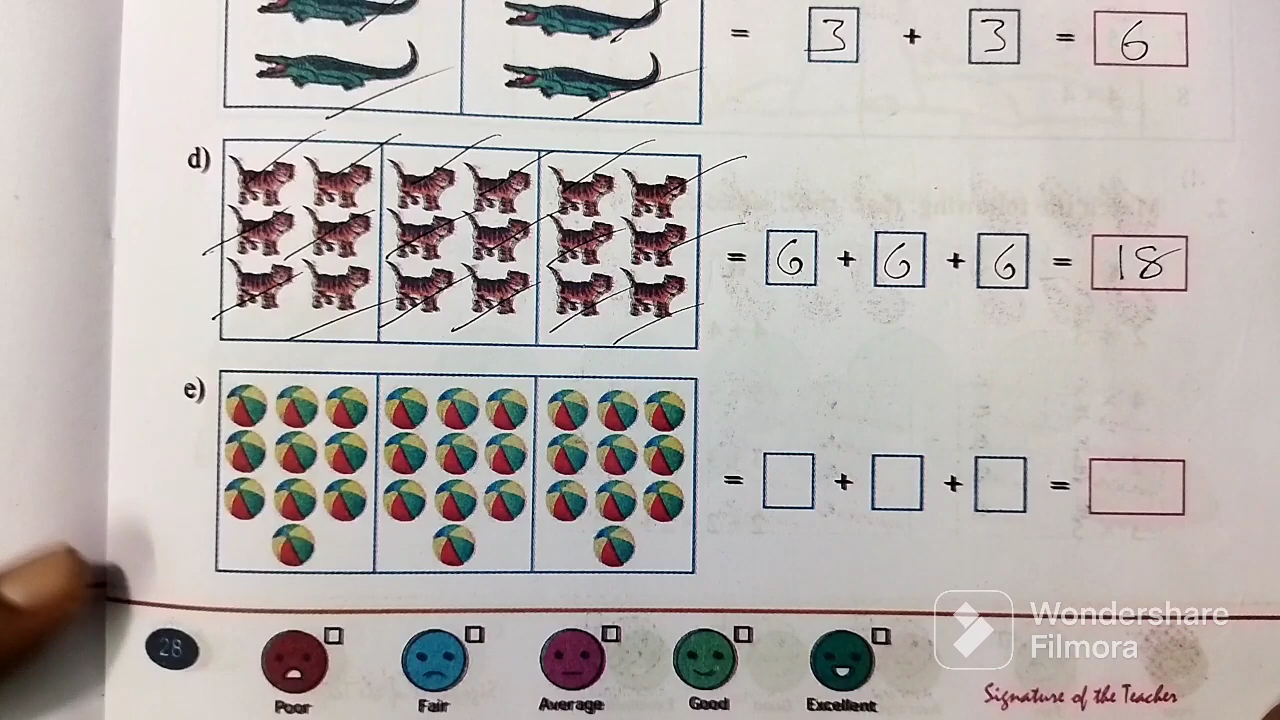 = 3 + 3 = 6
d) = 6 + 6 + 6 = 18
e) = + + =
28
Poor Fair Average Good Excellent
Signature of the Teacher
Wondershare
Filmora